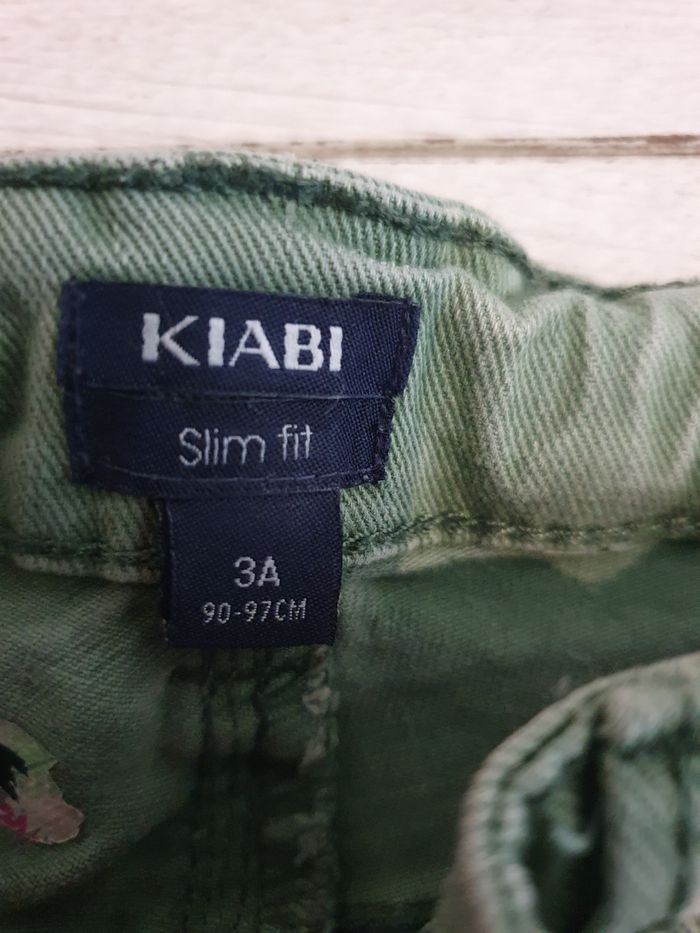 KIABI
Slim fit
3A
90-97CM